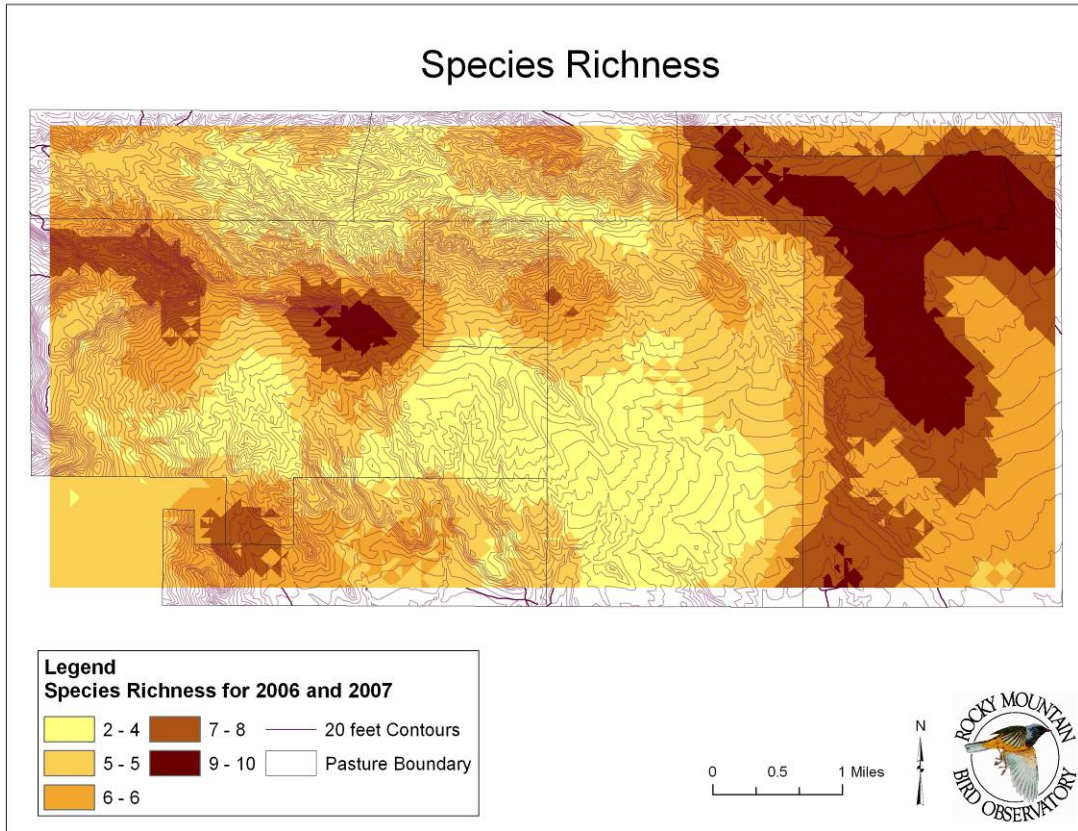 Species Richness
Legend
Species Richness for 2006 and 2007
2 - 4
5 - 5
6 - 6
7 - 8
9 - 10
20 feet Contours
Pasture Boundary
0 0.5 1 Miles
N
ROCKY MOUNTAIN
BIRD OBSERVATORY